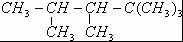 CH₃ – CH – CH – C(CH₃)₃
CH₃ CH₃